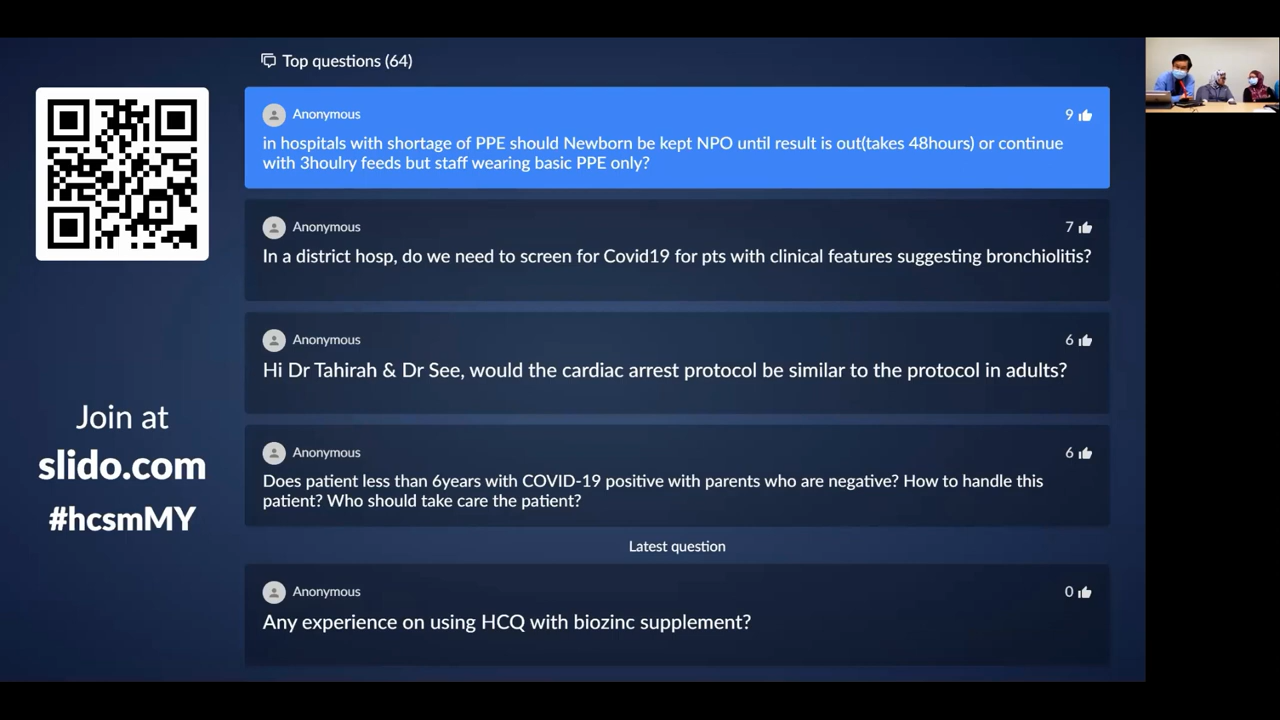 Top questions (64)
Anonymous
9
in hospitals with shortage of PPE should Newborn be kept NPO until result is out(takes 48hours) or continue
with 3houlry feeds but staff wearing basic PPE only?
Anonymous
7
In a district hosp, do we need to screen for Covid19 for pts with clinical features suggesting bronchiolitis?
Anonymous
6
Hi Dr Tahirah & Dr See, would the cardiac arrest protocol be similar to the protocol in adults?
Anonymous
6
Does patient less than 6years with COVID-19 positive with parents who are negative? How to handle this
patient? Who should take care the patient?
Latest question
Anonymous
0
Any experience on using HCQ with biozinc supplement?
Join at
slido.com
#hcsmMY